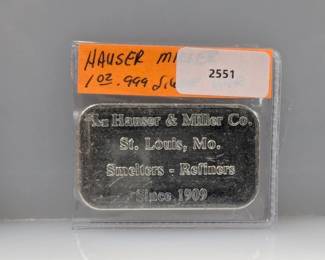 HAUSER
2551
1 OZ. .999
Hauser & Miller Co.
St. Louis, Mo.
Smelters - Refiners
Since 1909